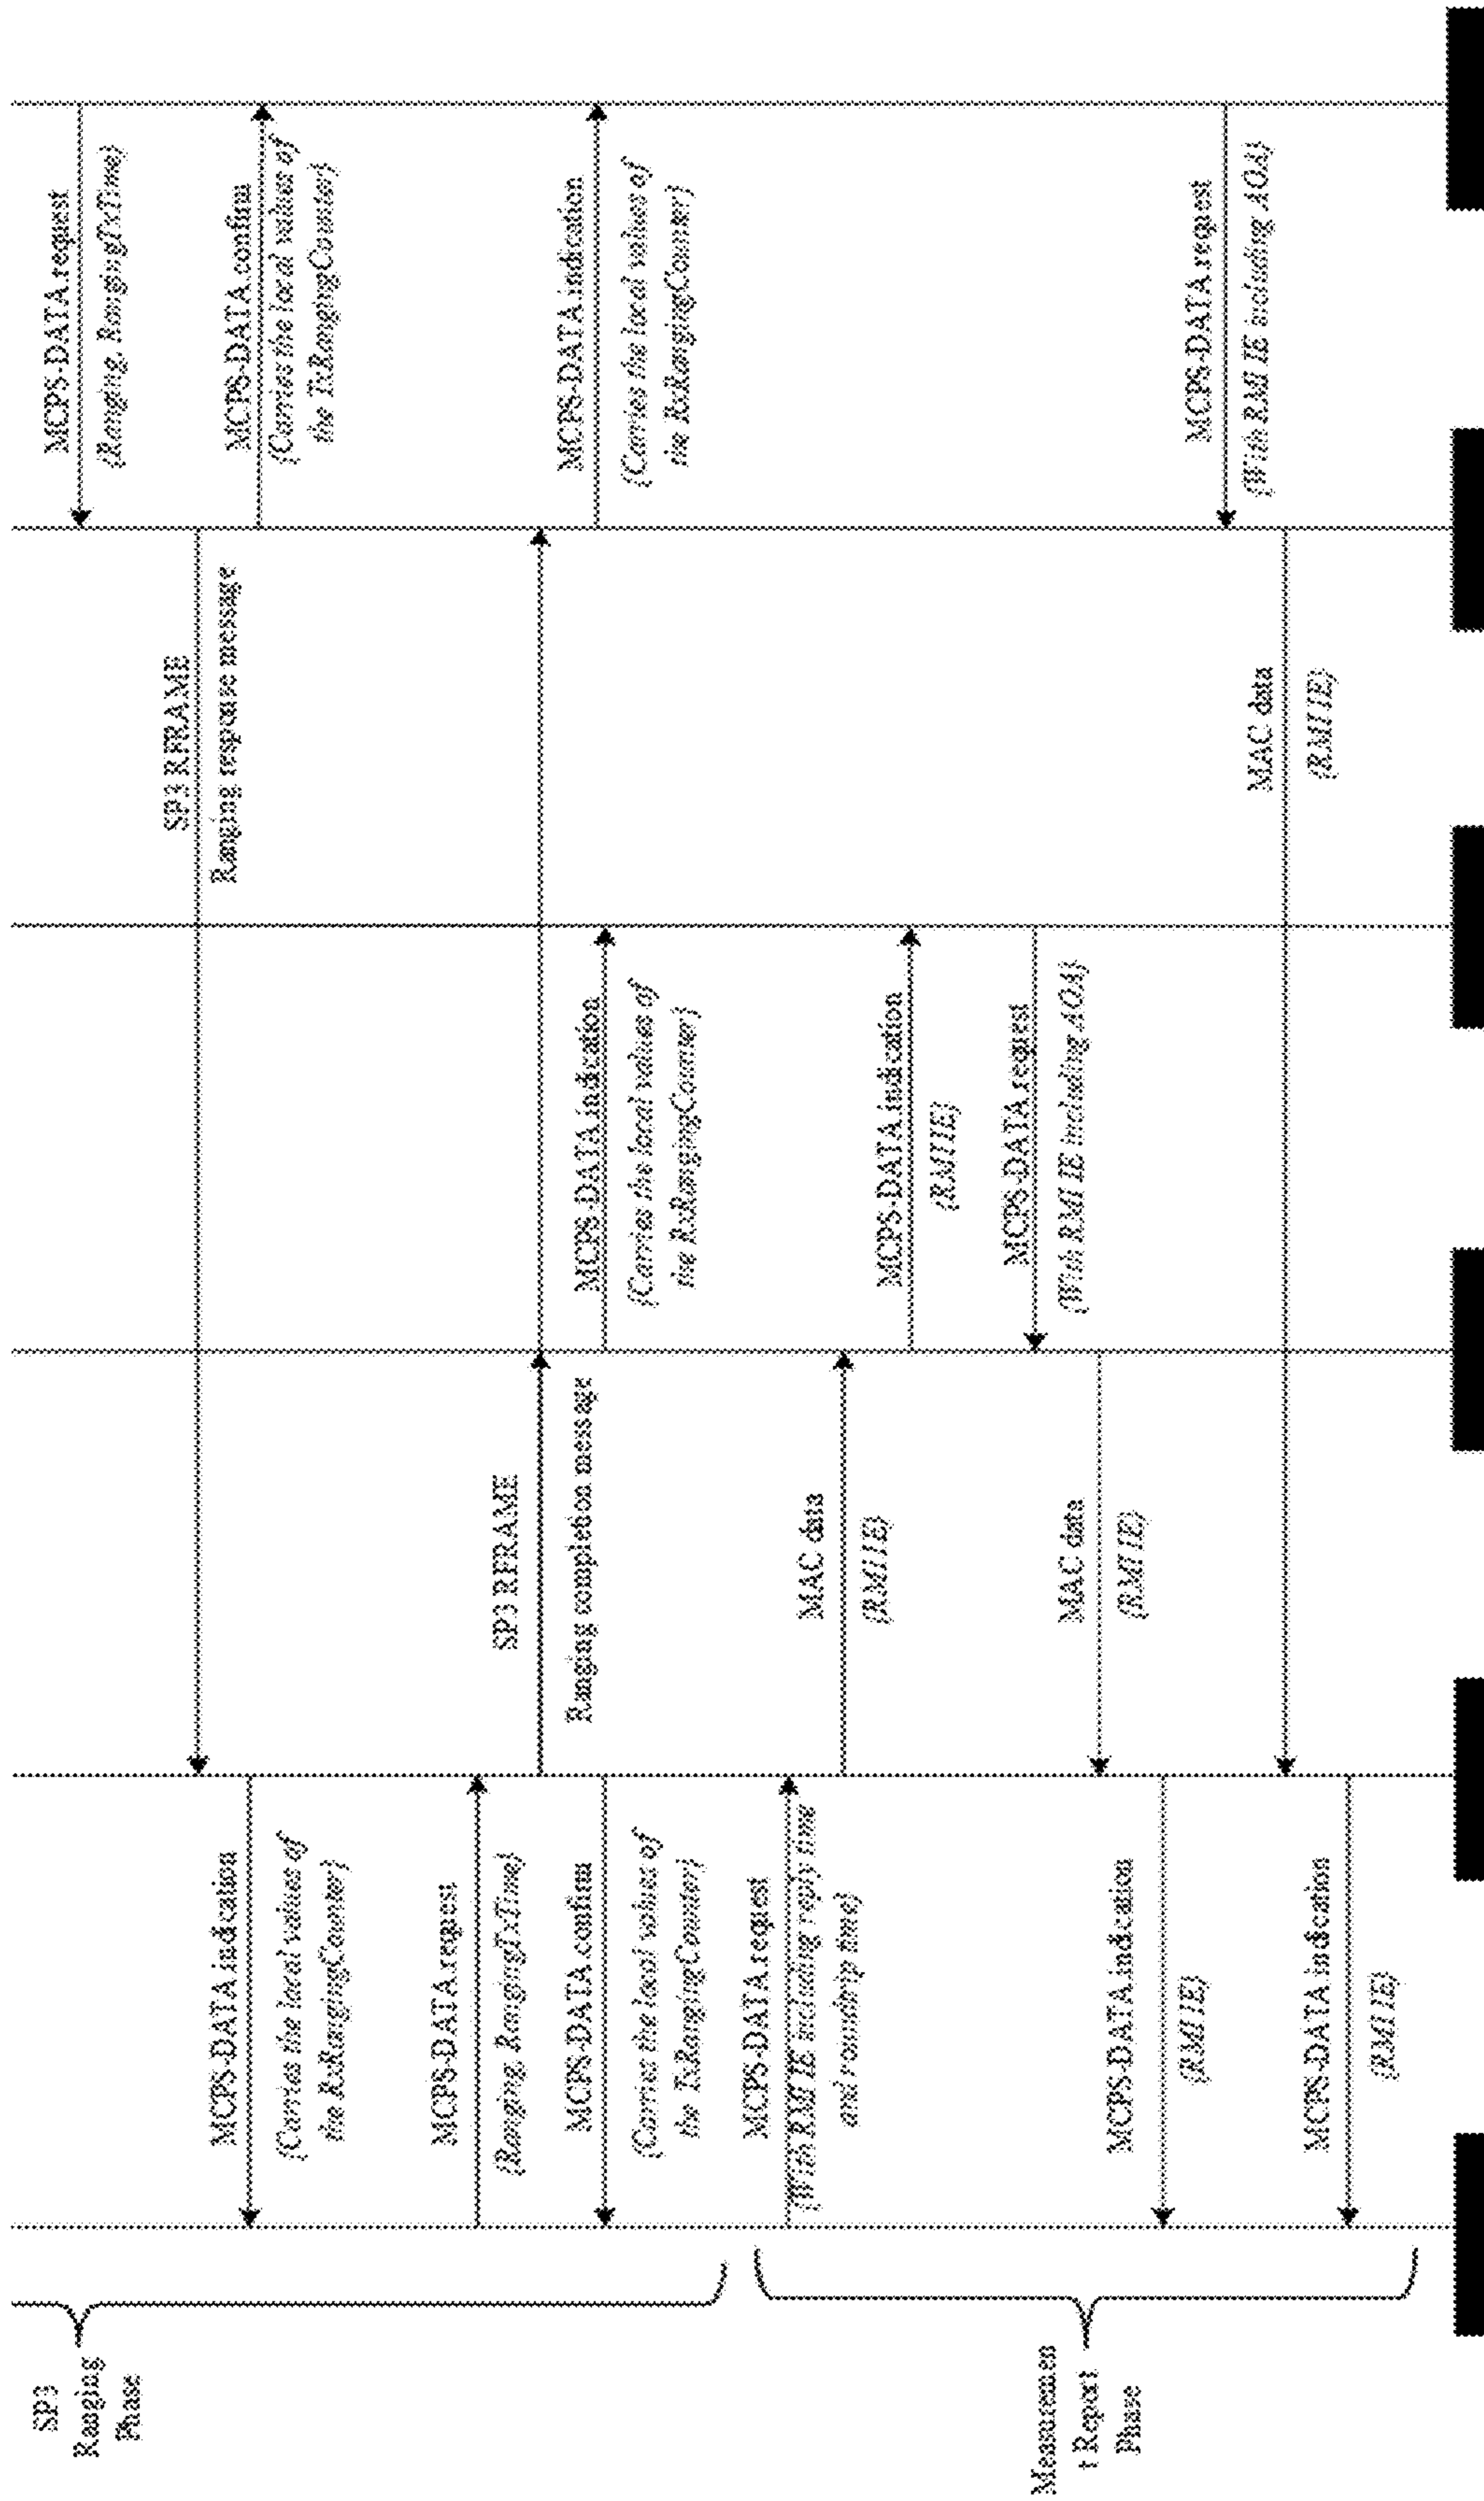 SP3
Ranging
Phase
MCPS-DATA.request
{Ranging, RangingTxTime}
SP3 RFRAME
Ranging response message
MCPS-DATA.indication
{Carries the local values of
the RxRangingCounter}
MCPS-DATA.confirm
{Carries the local values of
the TxRangingCounter}
MCPS-DATA.request
{Ranging, RangingTxTime}
SP3 RFRAME
Ranging completion message
MCPS-DATA.confirm
{Carries the local values of
the TxRangingCounter}
MCPS-DATA.indication
{Carries the local values of
the RxRangingCounter}
MCPS-DATA.indication
{Carries the local values of
the RxRangingCounter}
Measuremen
t Report
Phase
MCPS-DATA.request
{With RMI IE including reply time
and roundtrip time}
MAC data
{RMI IE}
MCPS-DATA.indication
{RMI IE}
MCPS-DATA.request
{With RMI IE including AOA}
MAC data
{RMI IE}
MCPS-DATA.indication
{RMI IE}
MCPS-DATA.request
{With RMI IE including AOA}
MAC data
{RMI IE}
MCPS-DATA.indication
{RMI IE}